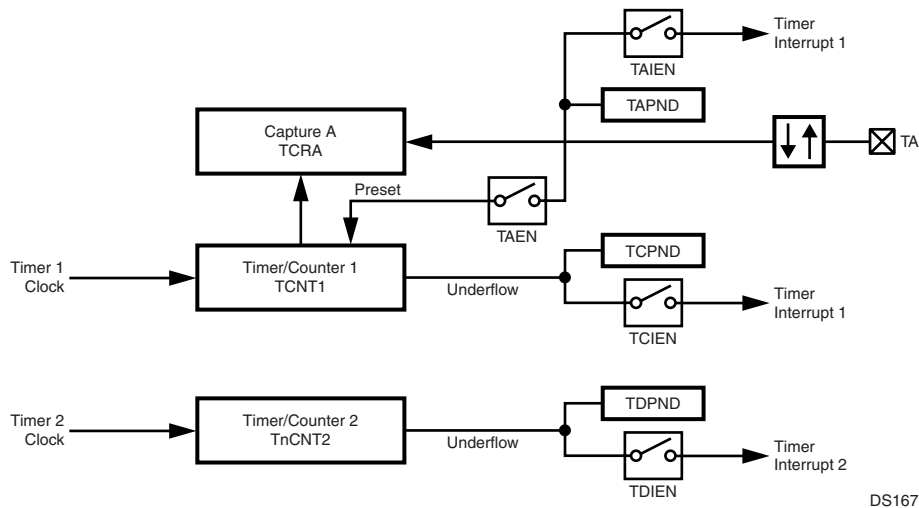 Timer
Interrupt 1
TAIEN
TAPND
Capture A
TCRA
TA
Preset
TAEN
Timer 1
Clock
Timer/Counter 1
TCNT1
Underflow
TCPND
Timer
Interrupt 1
TCIEN
Timer 2
Clock
Timer/Counter 2
TnCNT2
Underflow
TDPND
Timer
Interrupt 2
TDIEN
DS167